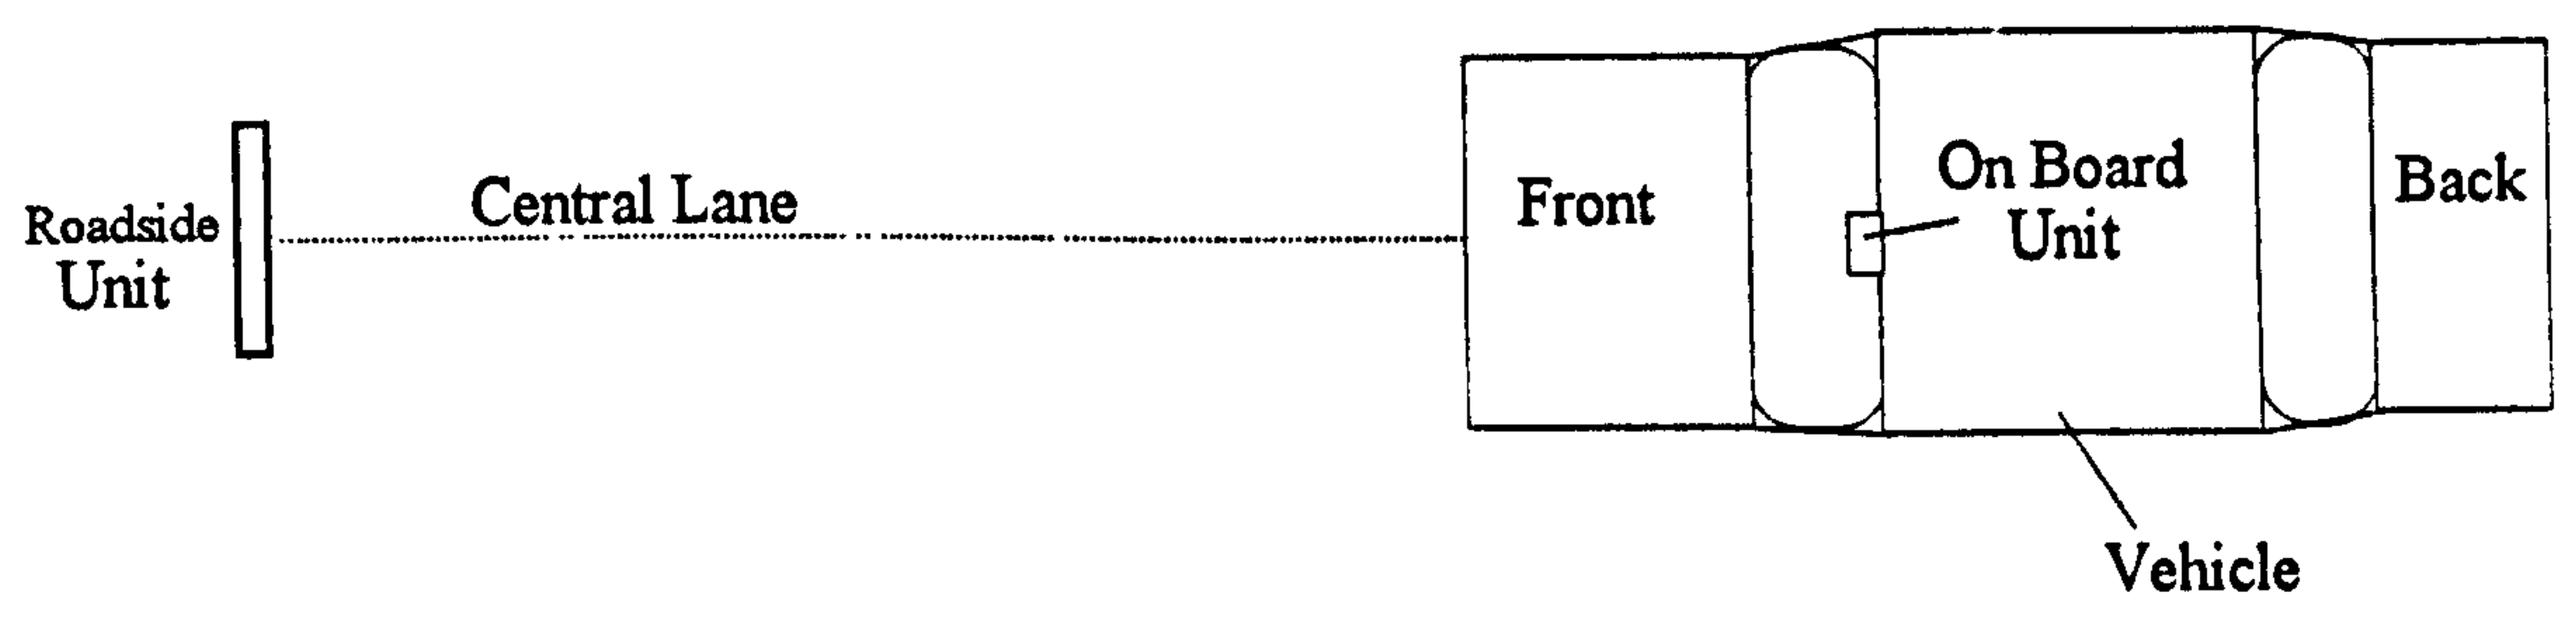 Roadside
Unit
Central Lane
Front
On Board
Unit
Back
Vehicle